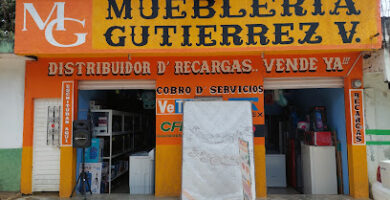 MG
MUEBLERIA
GUTIERREZ V.
DISTRIBUIDOR D' RECARGAS.. VENDE YA!!!
COBRO D SERVICIOS
RECARGAS